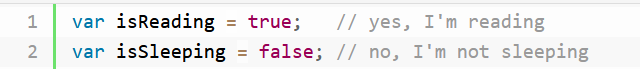 1 var isReading = true;   // yes, I'm reading
2 var isSleeping = false; // no, I'm not sleeping